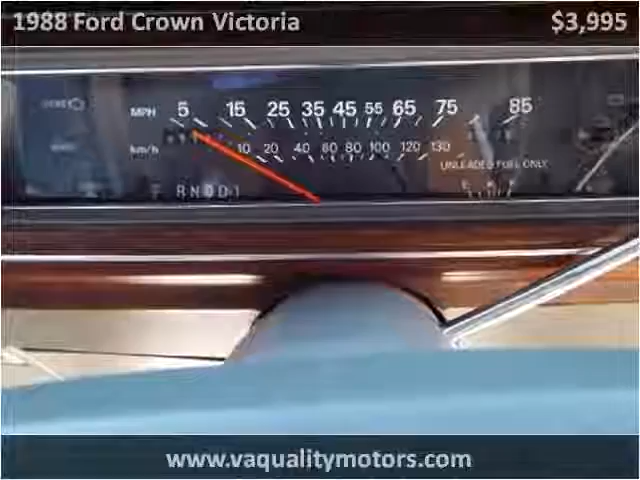 1988 Ford Crown Victoria
$3,995
MPH 5 15 25 35 45 55 65 75 85
km/h 10 20 40 60 80 100 120 130
UNLEADED FUEL ONLY
R N D D 1
E F
www.vaqualitymotors.com